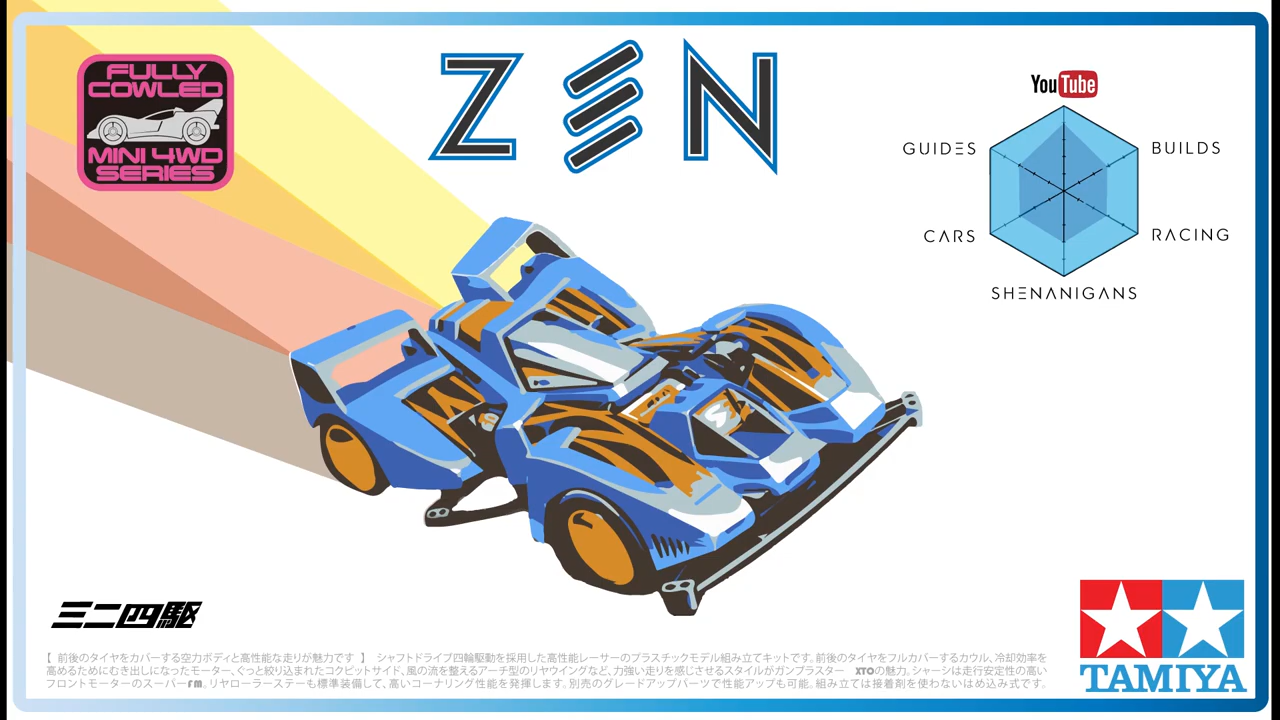 FULLY
COWLED
MINI 4WD
SERIES
ZEN
YouTube
GUIDES
BUILDS
CARS
RACING
SHENANIGANS
三二四駆
【 前後のタイヤをカバーする空力ボディと高性能な走りが魅力です 】 シャフトドライブ四輪駆動を採用した高性能レーサーのプラスチックモデル組み立てキットです。前後のタイヤをフルカバーするカウル、冷却効率を
高めるためにむき出しになったモーター、ぐっと絞り込まれたコクピットサイド、風の流を整えるアーチ型のリヤウイングなど、力強い走りを感じさせるスタイルがガンブラスター XTOの魅力。シャーシは走行安定性の高い
フロントモーターのスーパーFM。リヤローラーステーも標準装備して、高いコーナリング性能を発揮します。別売のグレードアップパーツで性能アップも可能。組み立ては接着剤を使わないはめ込み式です。
TAMIYA